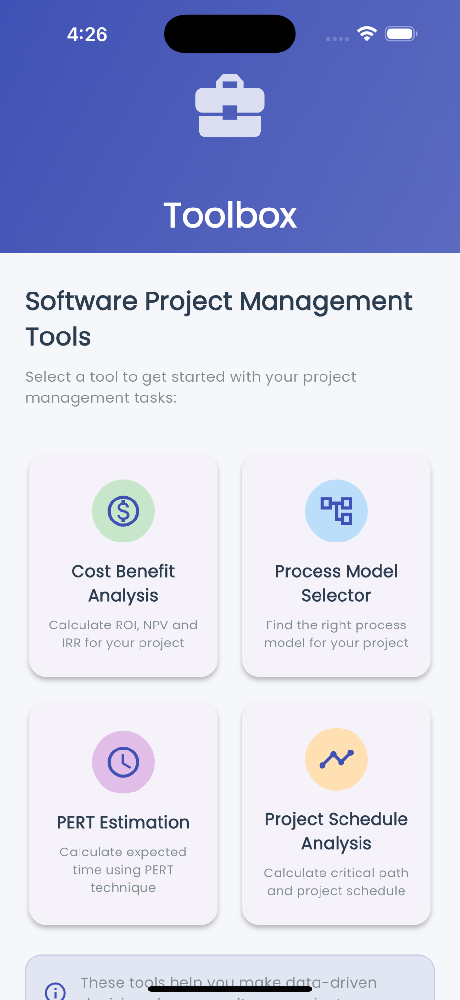 4:26
Toolbox
Software Project Management
Tools
Select a tool to get started with your project
management tasks:
Cost Benefit
Analysis
Calculate ROI, NPV and
IRR for your project
Process Model
Selector
Find the right process
model for your project
PERT Estimation
Calculate expected
time using PERT
technique
Project Schedule
Analysis
Calculate critical path
and project schedule
These tools help you make data-driven